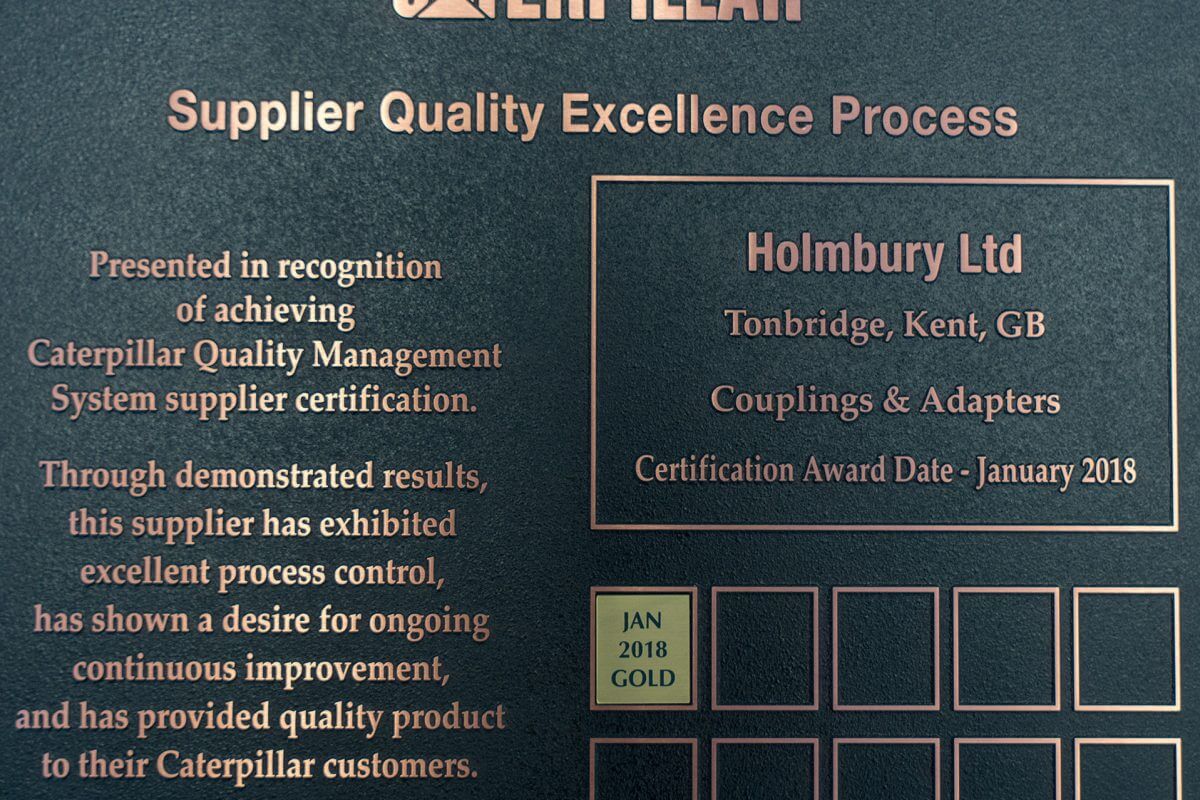 CATERPILLAR
Supplier Quality Excellence Process
Presented in recognition
of achieving
Caterpillar Quality Management
System supplier certification.
Through demonstrated results,
this supplier has exhibited
excellent process control,
has shown a desire for ongoing
continuous improvement,
and has provided quality product
to their Caterpillar customers.
Holmbury Ltd
Tonbridge, Kent, GB
Couplings & Adapters
Certification Award Date - January 2018
JAN
2018
GOLD